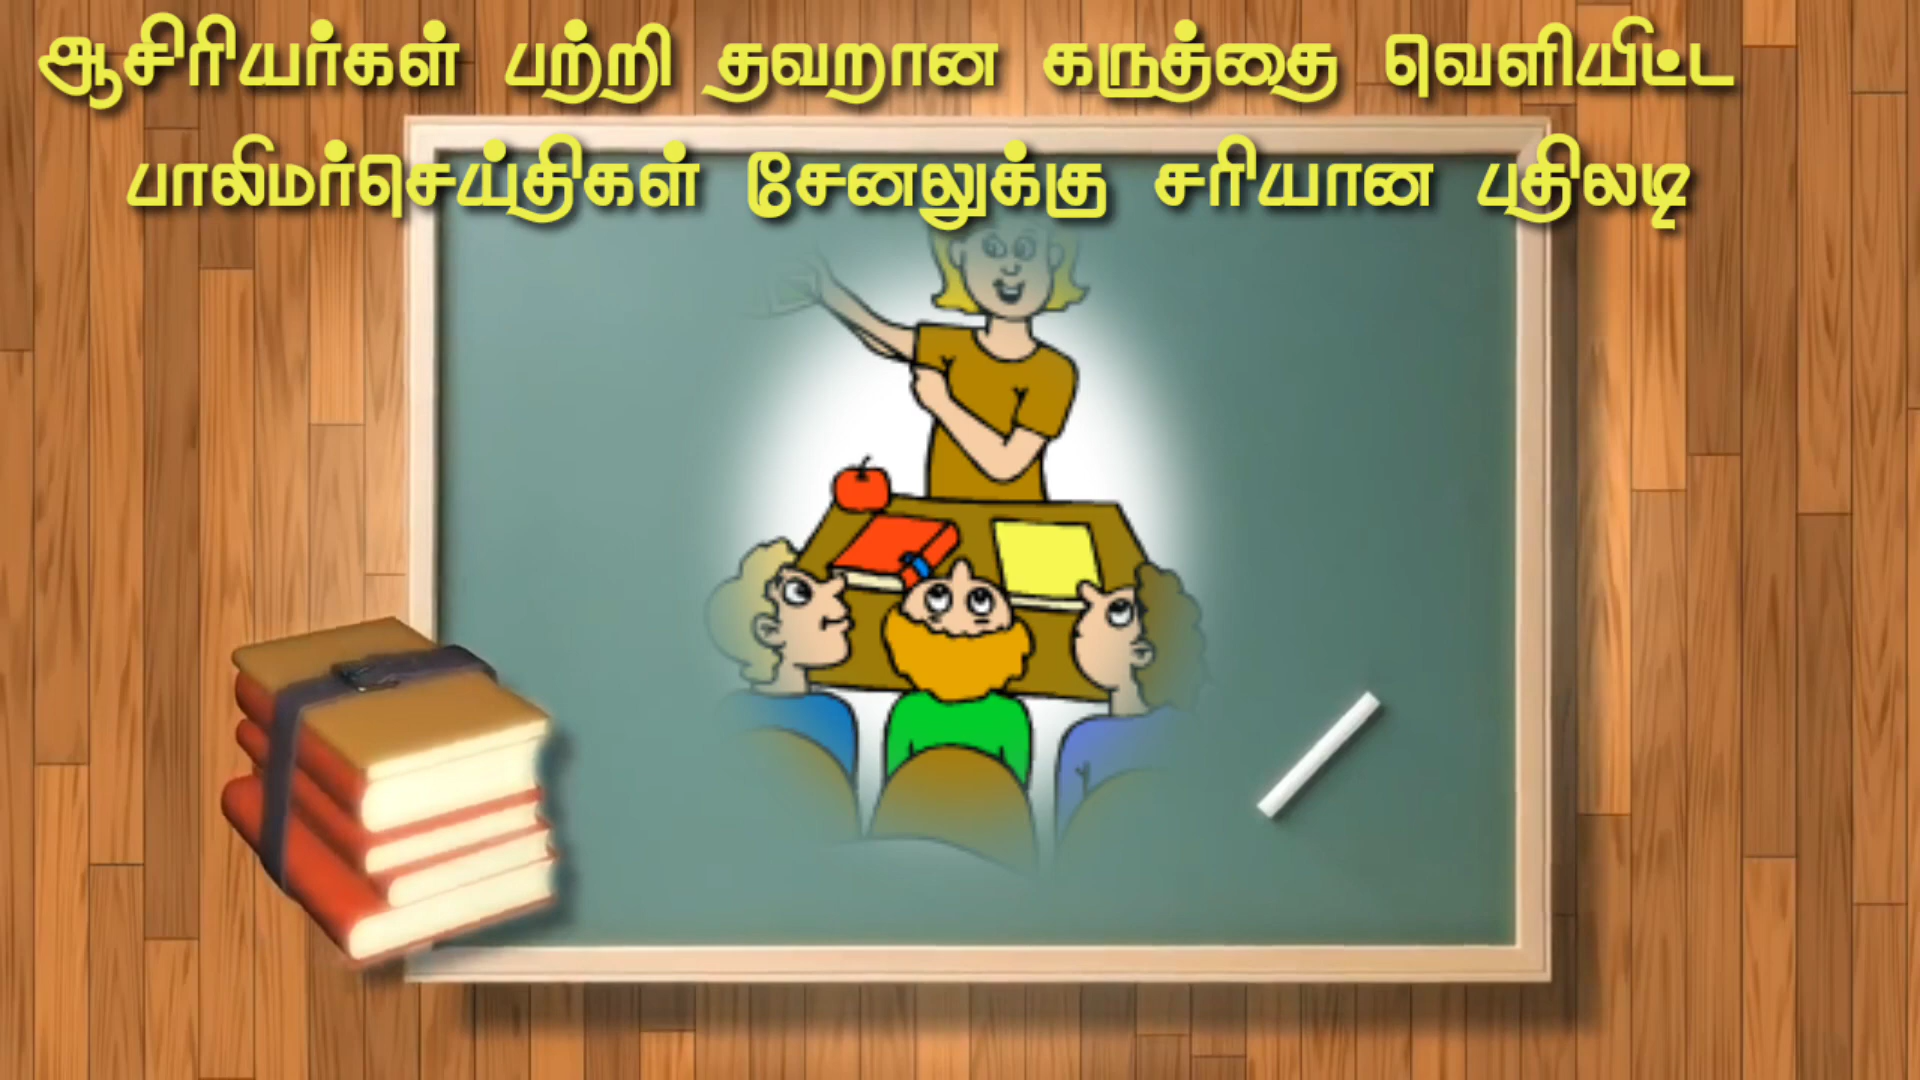 ஆசிரியர்கள் பற்றி தவறான கருத்தை வெளியிட்ட
பாலிமர்செய்திகள் சேனலுக்கு சரியான பதிலடி